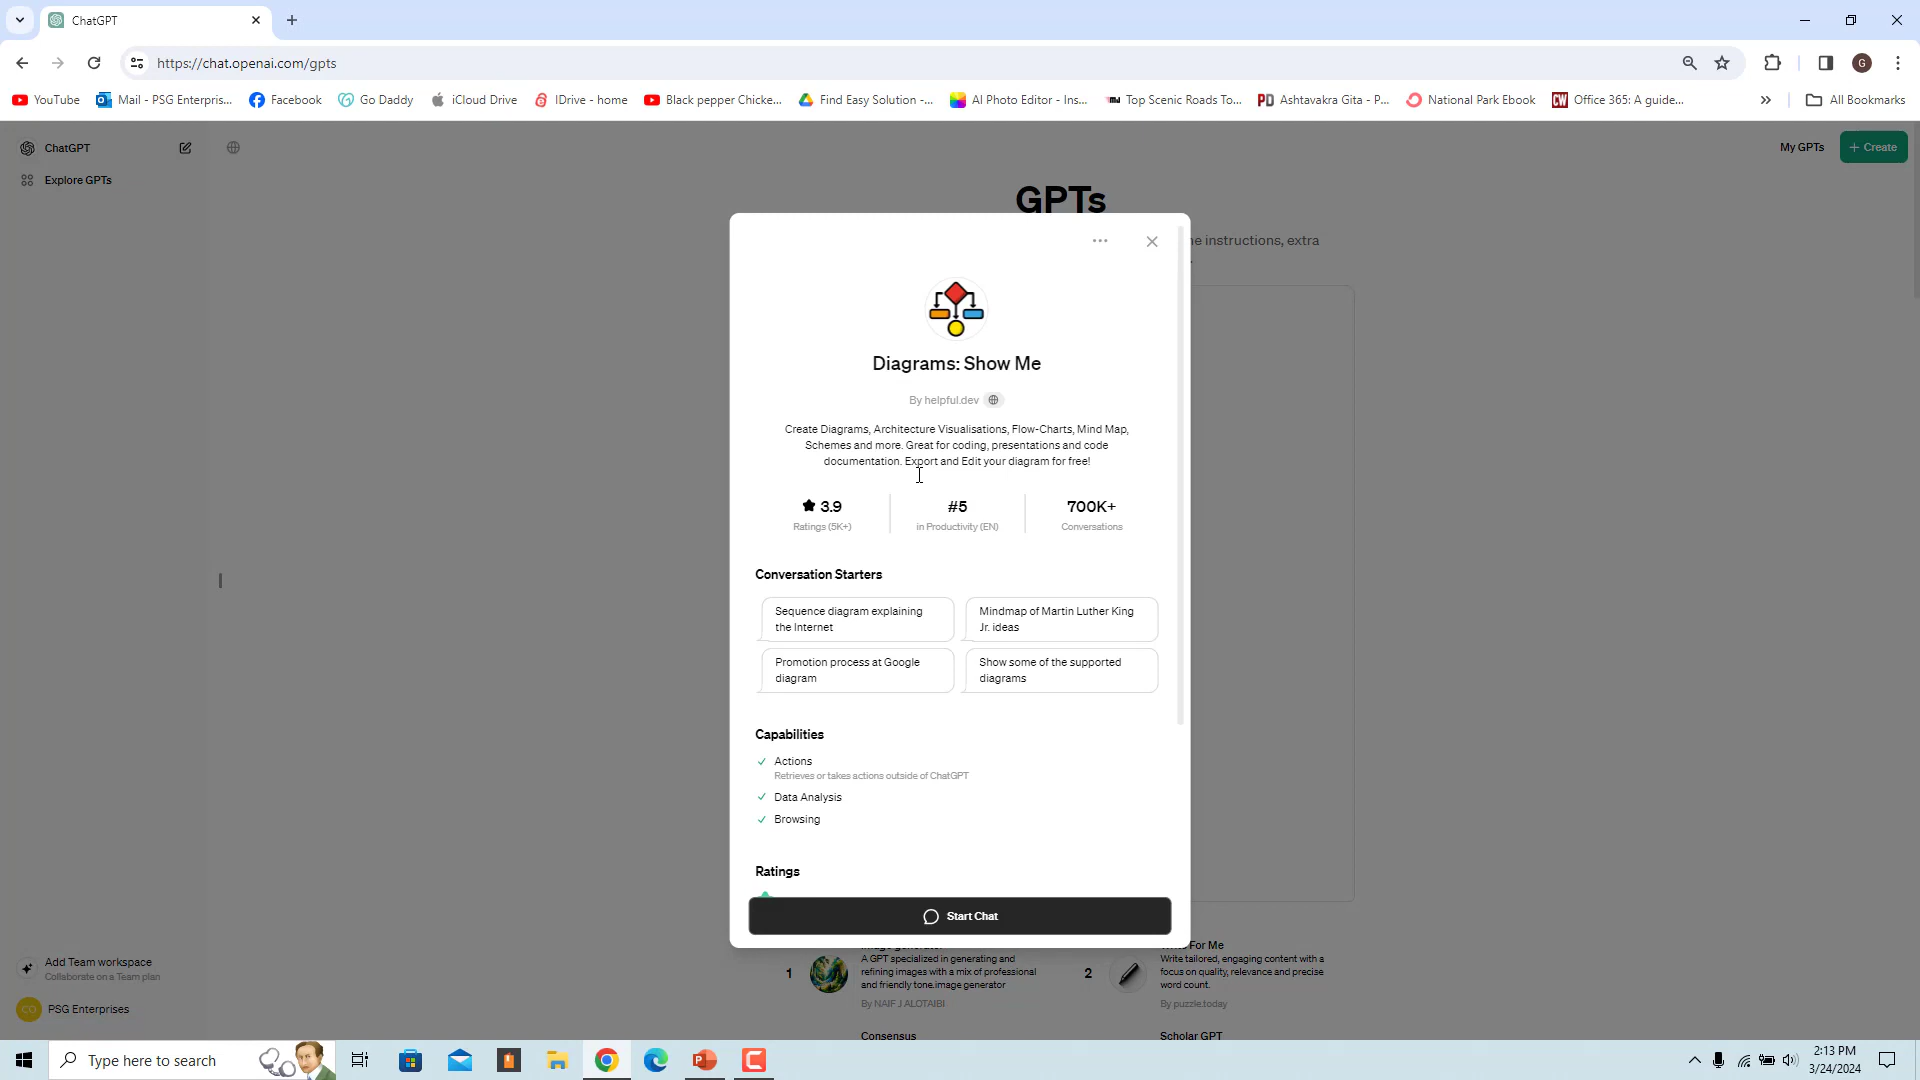 ChatGPT
https://chat.openai.com/gpts
G
YouTube
Mail - PSG Enterpris...
Facebook
Go Daddy
iCloud Drive
IDrive - home
Black pepper Chicke...
Find Easy Solution -...
AI Photo Editor - Ins...
Top Scenic Roads To...
Ashtavakra Gita - P...
National Park Ebook
Office 365: A guide...
All Bookmarks
ChatGPT
My GPTs
+ Create
Explore GPTs
GPTs
ne instructions, extra
Diagrams: Show Me
By helpful.dev
Create Diagrams, Architecture Visualisations, Flow-Charts, Mind Map,
Schemes and more. Great for coding, presentations and code
documentation. Export and Edit your diagram for free!
3.9
Ratings (5K+)
#5
in Productivity (EN)
700K+
Conversations
Conversation Starters
Sequence diagram explaining
the Internet
Mindmap of Martin Luther King
Jr. ideas
Promotion process at Google
diagram
Show some of the supported
diagrams
Capabilities
Actions
Retrieves or takes actions outside of ChatGPT
Data Analysis
Browsing
Ratings
Start Chat
1
A GPT specialized in generating and
refining images with a mix of professional
and friendly tone.image generator
By NAIF J ALOTAIBI
2
For Me
Write tailored, engaging content with a
focus on quality, relevance and precise
word count.
By puzzle.today
Consensus
Scholar GPT
Add Team workspace
Collaborate on a Team plan
PSG Enterprises
Type here to search
2:13 PM
3/24/2024